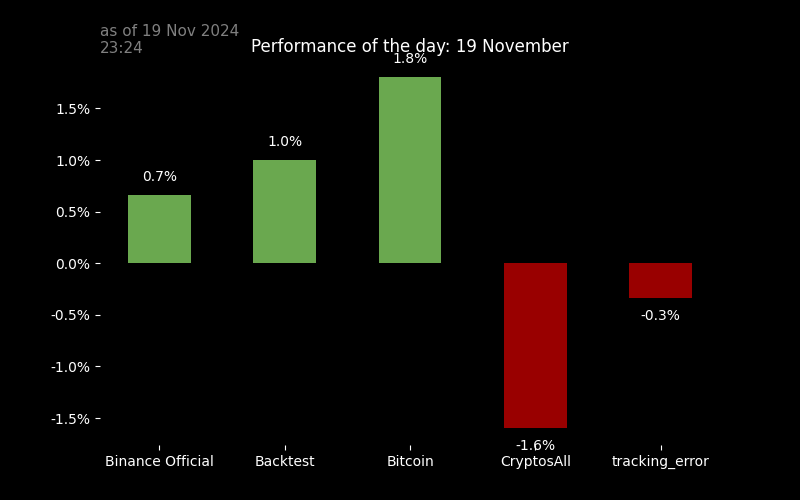 as of 19 Nov 2024
23:24
Performance of the day: 19 November
1.8%
1.5%
1.0%
0.5%
0.0%
-0.5%
-1.0%
-1.5%
0.7%
1.0%
-1.6%
-0.3%
Binance Official
Backtest
Bitcoin
CryptosAll
tracking_error